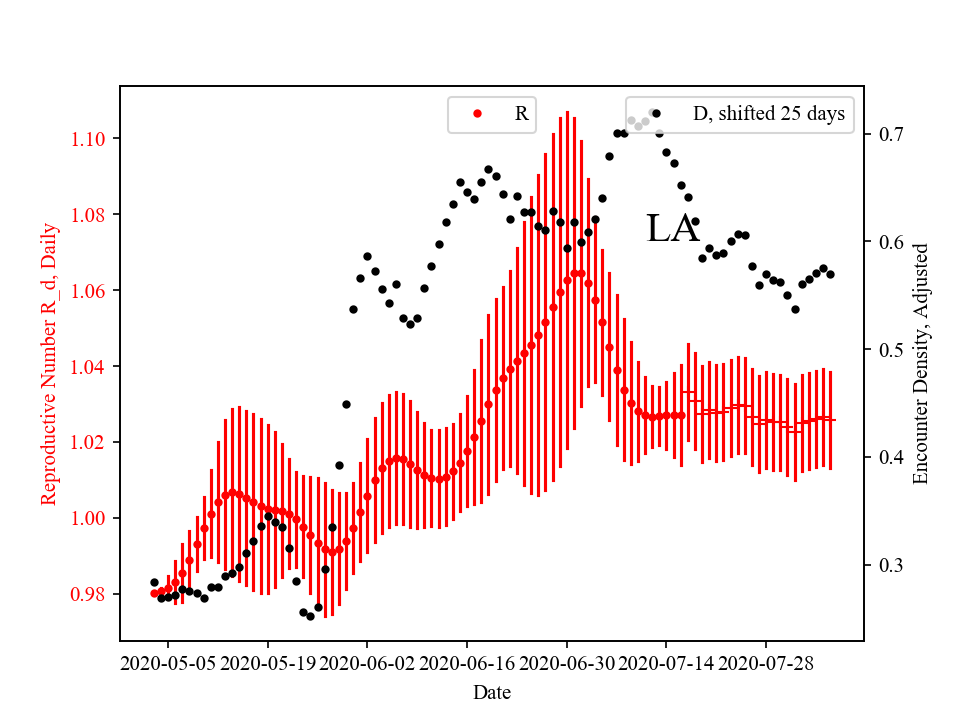 R
D, shifted 25 days
LA
Reproductive Number R_d, Daily
1.10
1.08
1.06
1.04
1.02
1.00
0.98
0.7
0.6
0.5
0.4
0.3
Encounter Density, Adjusted
2020-05-05 2020-05-19 2020-06-02 2020-06-16 2020-06-30 2020-07-14 2020-07-28
Date